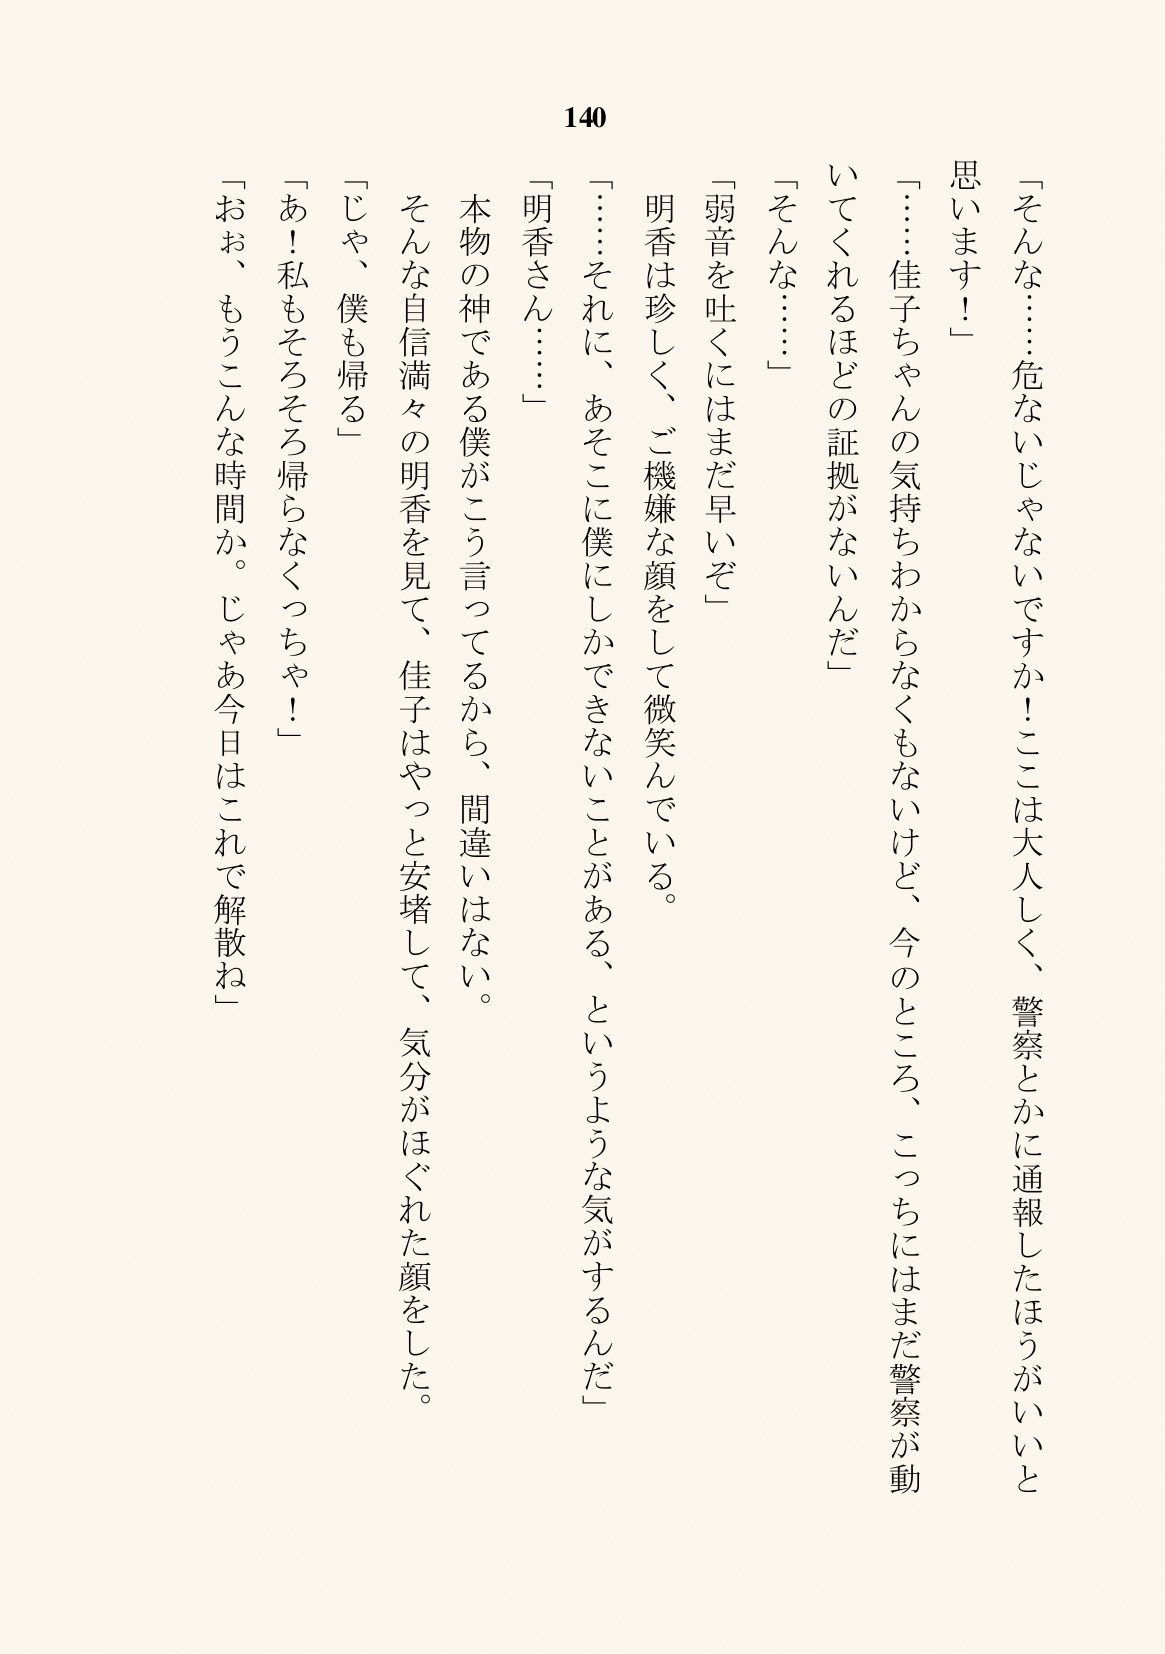 140
「そんな……危ないじゃないですか！ここは大人しく、警察とかに通報したほうがいいと
思います！」
「……佳子ちゃんの気持ちわからなくもないけど、今のところ、こっちにはまだ警察が動
いてくれるほどの証拠がないんだ」
「そんな……」
「弱音を吐くにはまだ早いぞ」
　明香は珍しく、ご機嫌な顔をして微笑んでいる。
「……それに、あそこに僕にしかできないことがある、というような気がするんだ」
「明香さん……」
　本物の神である僕がこう言ってるから、間違いはない。
　そんな自信満々の明香を見て、佳子はやっと安堵して、気分がほぐれた顔をした。
「じゃ、僕も帰る」
「あ！私もそろそろ帰らなくっちゃ！」
「おぉ、もうこんな時間か。じゃあ今日はこれで解散ね」